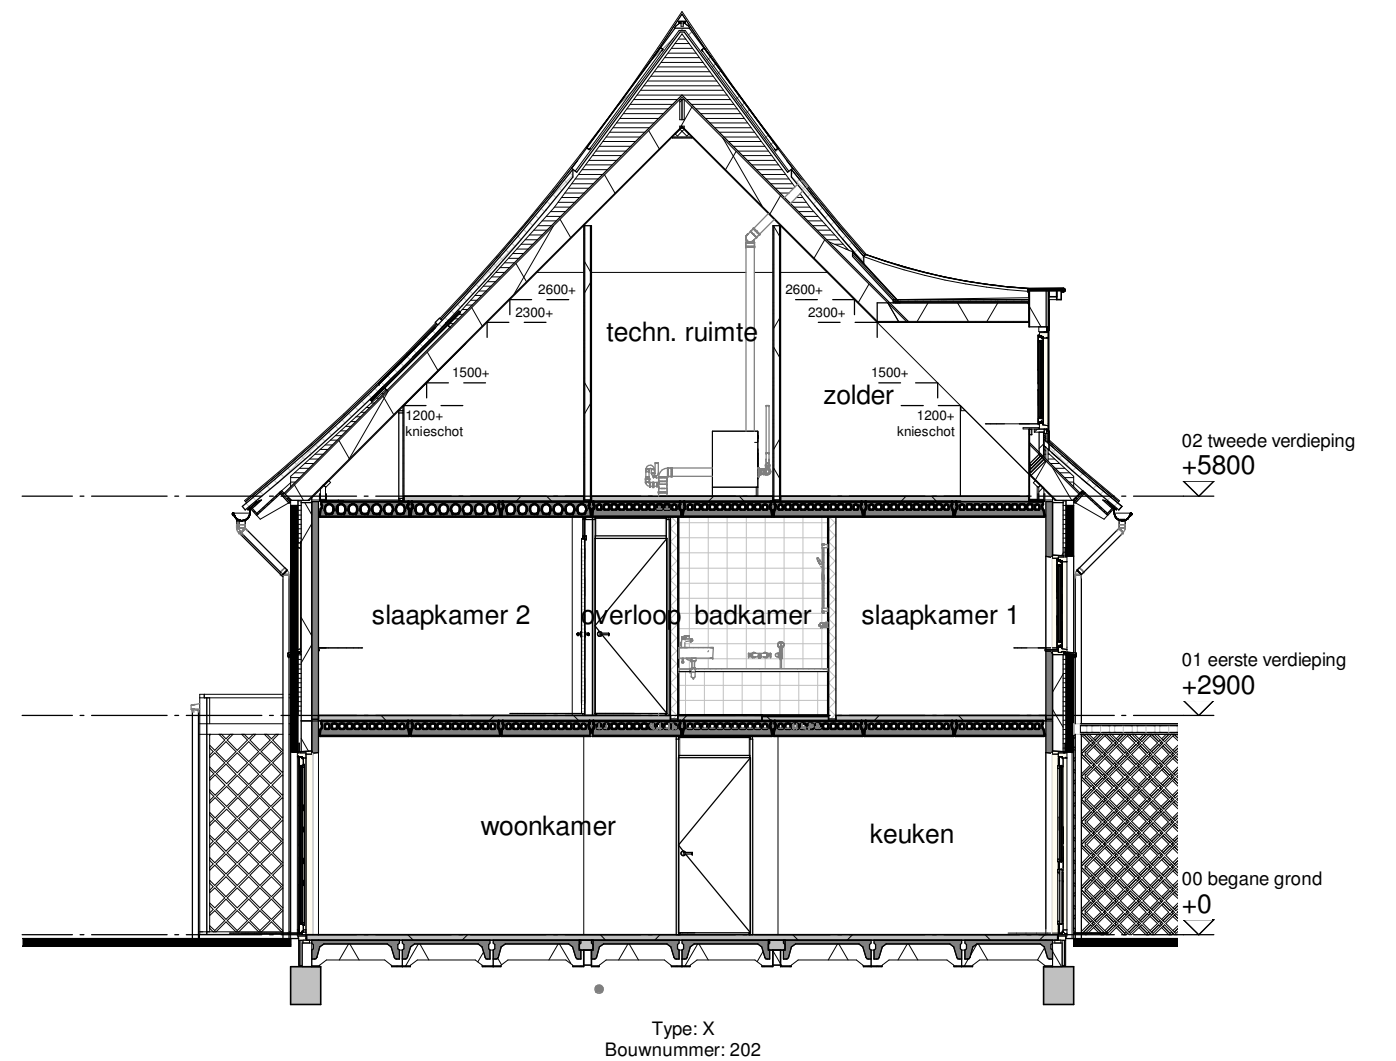 2600+
2600+
2300+
2300+
techn. ruimte
1500+
1500+
zolder
1200+
knieschot
1200+
knieschot
02 tweede verdieping
+5800
slaapkamer 2
overloop
badkamer
slaapkamer 1
01 eerste verdieping
+2900
woonkamer
keuken
00 begane grond
+0
Type: X
Bouwnummer: 202